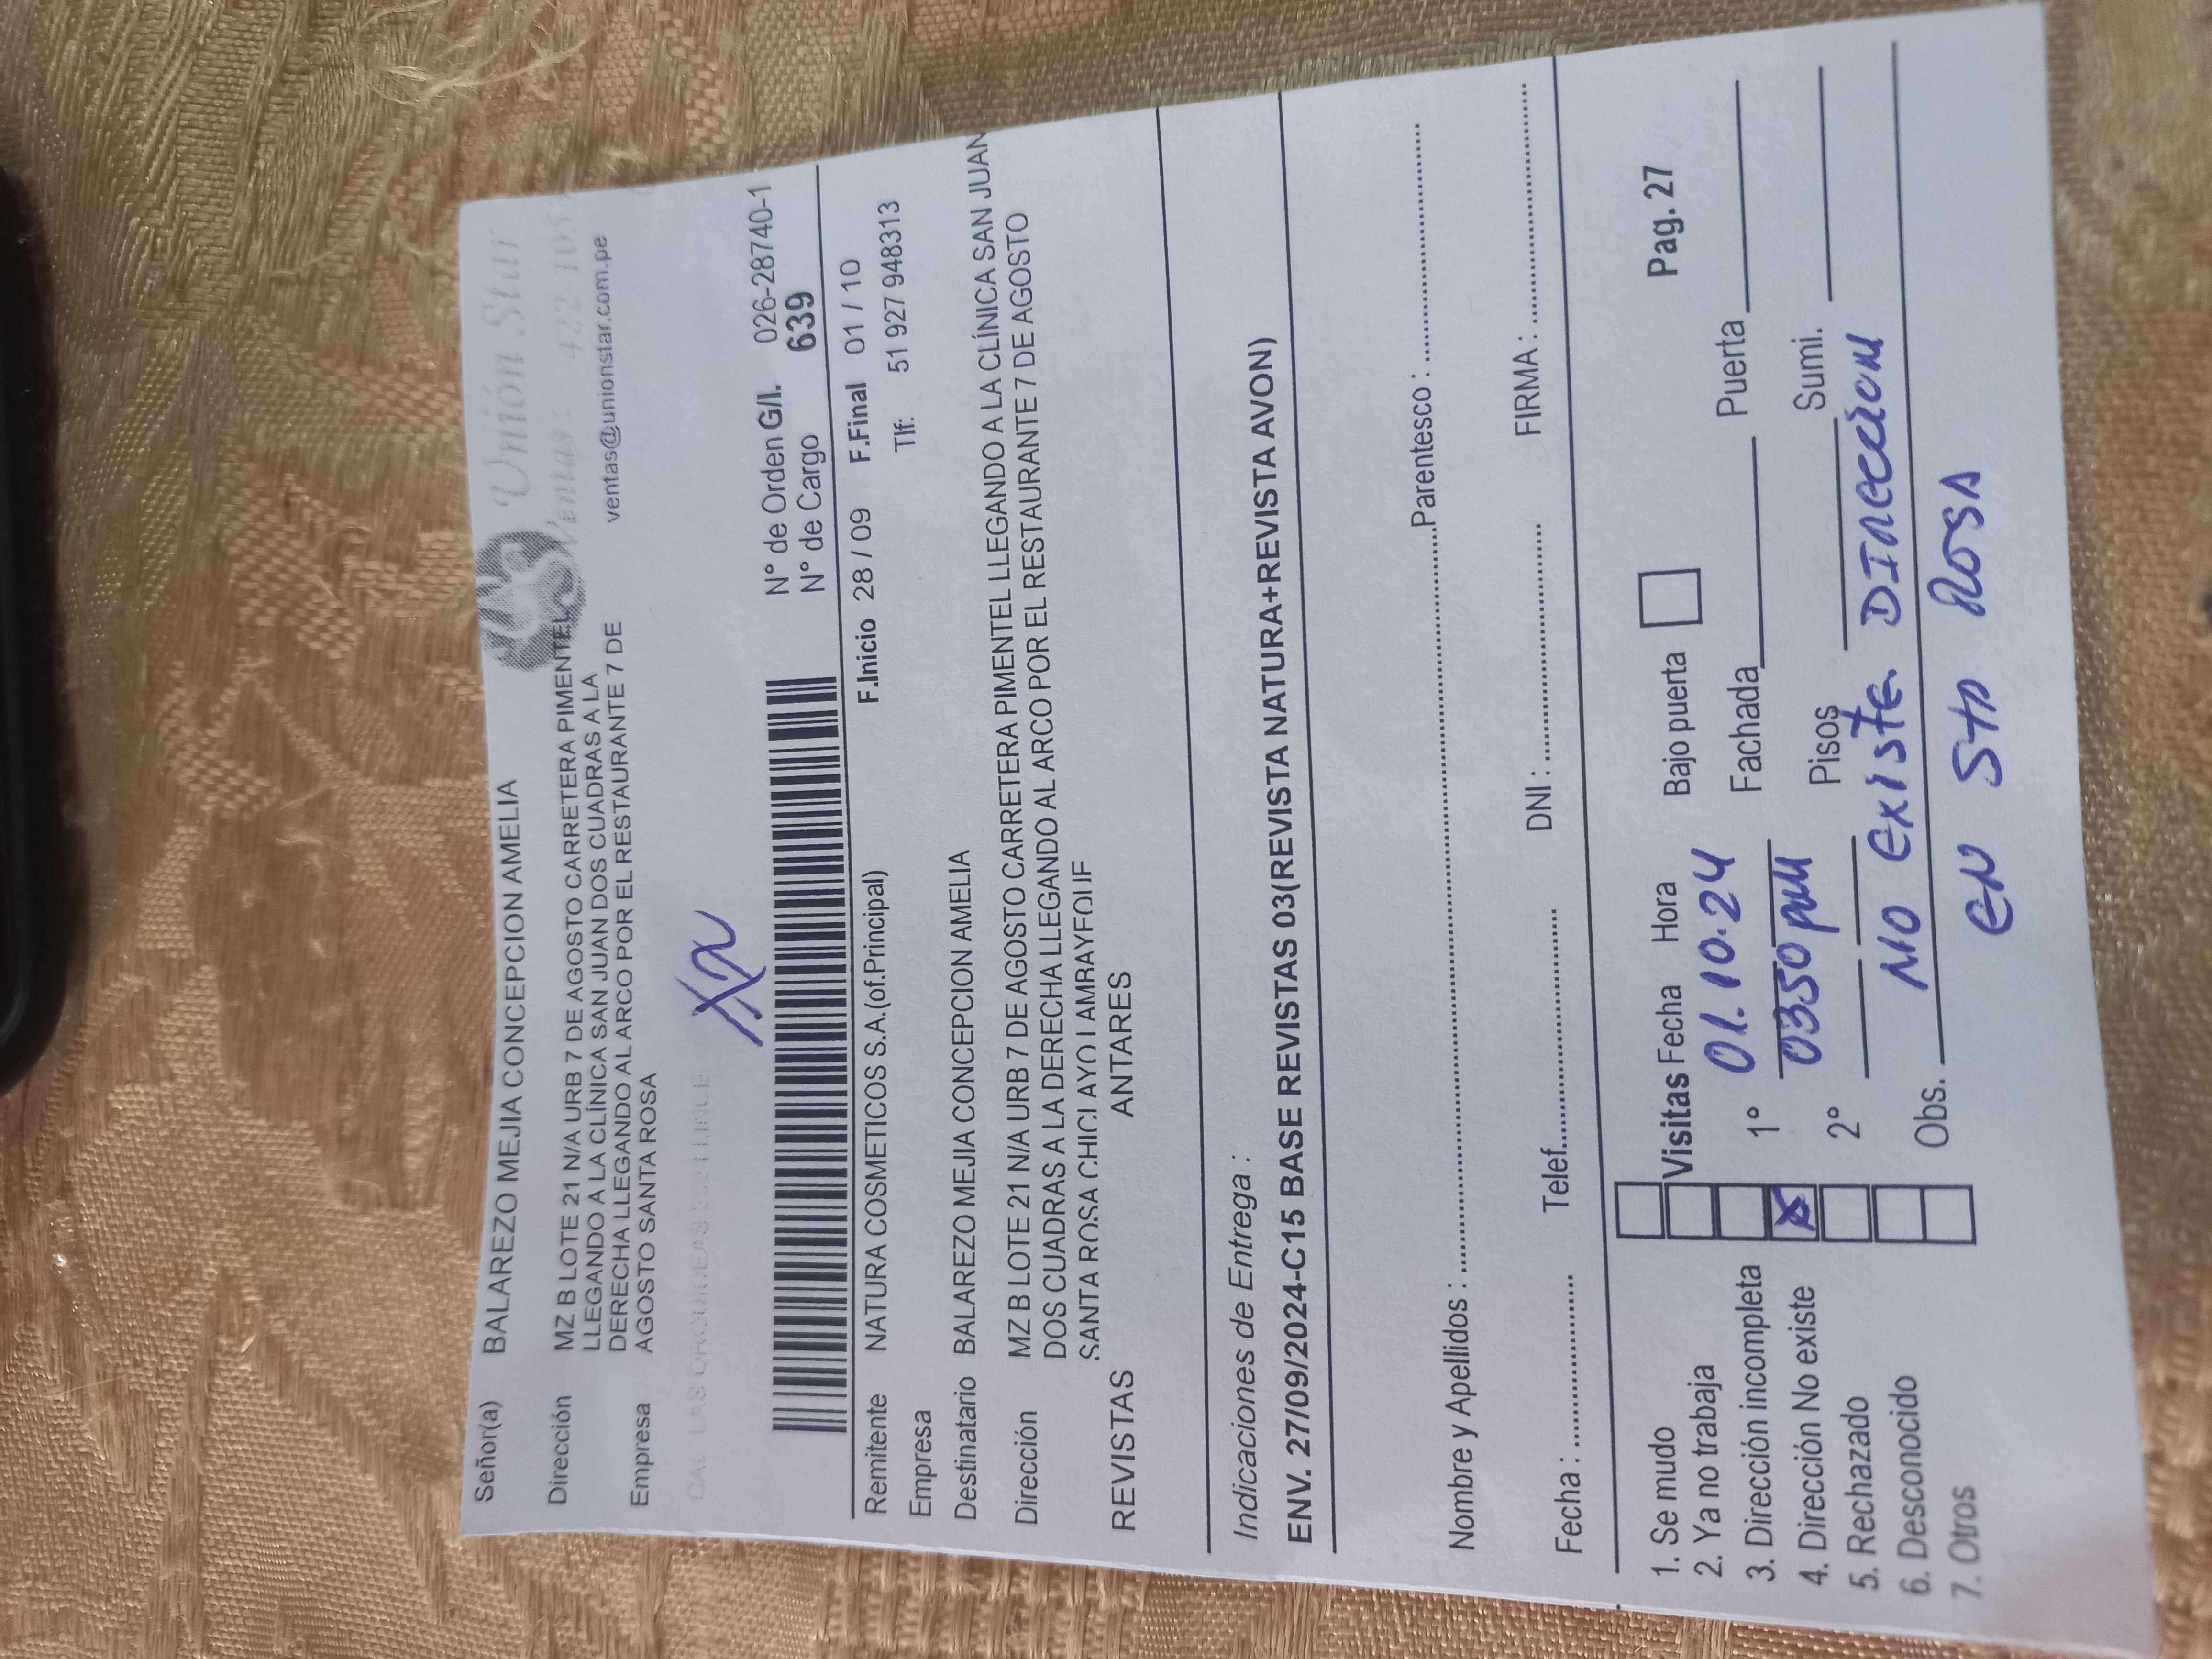 Señor(a) BALAREZO MEJIA CONCEPCION AMELIA
Unión Star
Dirección MZ B LOTE 21 N/A URB 7 DE AGOSTO CARRETERA PIMENTEL
LLEGANDO A LA CLÍNICA SAN JUAN DOS CUADRAS A LA
DERECHA LLEGANDO AL ARCO POR EL RESTAURANTE 7 DE
ventas@unionstar.com.pe
Empresa AGOSTO SANTA ROSA
N° de Orden G/I. 026-28740-1
N° de Cargo 639
Remitente NATURA COSMETICOS S.A.(of.Principal) F.Inicio 28 / 09 F.Final 01 / 10
Empresa Tlf: 51 927 948313
Destinatario BALAREZO MEJIA CONCEPCION AMELIA
Dirección MZ B LOTE 21 N/A URB 7 DE AGOSTO CARRETERA PIMENTEL LLEGANDO A LA CLÍNICA SAN JUAN
DOS CUADRAS A LA DERECHA LLEGANDO AL ARCO POR EL RESTAURANTE 7 DE AGOSTO
SANTA ROSA
REVISTAS ANTARES
Indicaciones de Entrega :
ENV. 27/09/2024-C15 BASE REVISTAS 03(REVISTA NATURA+REVISTA AVON)
Nombre y Apellidos : Parentesco :
Fecha : Telef. DNI : FIRMA :
1. Se mudo
2. Ya no trabaja
3. Dirección incompleta
4. Dirección No existe X
5. Rechazado
6. Desconocido
7. Otros
Visitas Fecha Hora Bajo puerta Pag. 27
1° 01.10.24 Fachada Puerta
0350 pm
2° Pisos Sumi.
Obs. NO existe DIRECCION
EN Sta ROSA